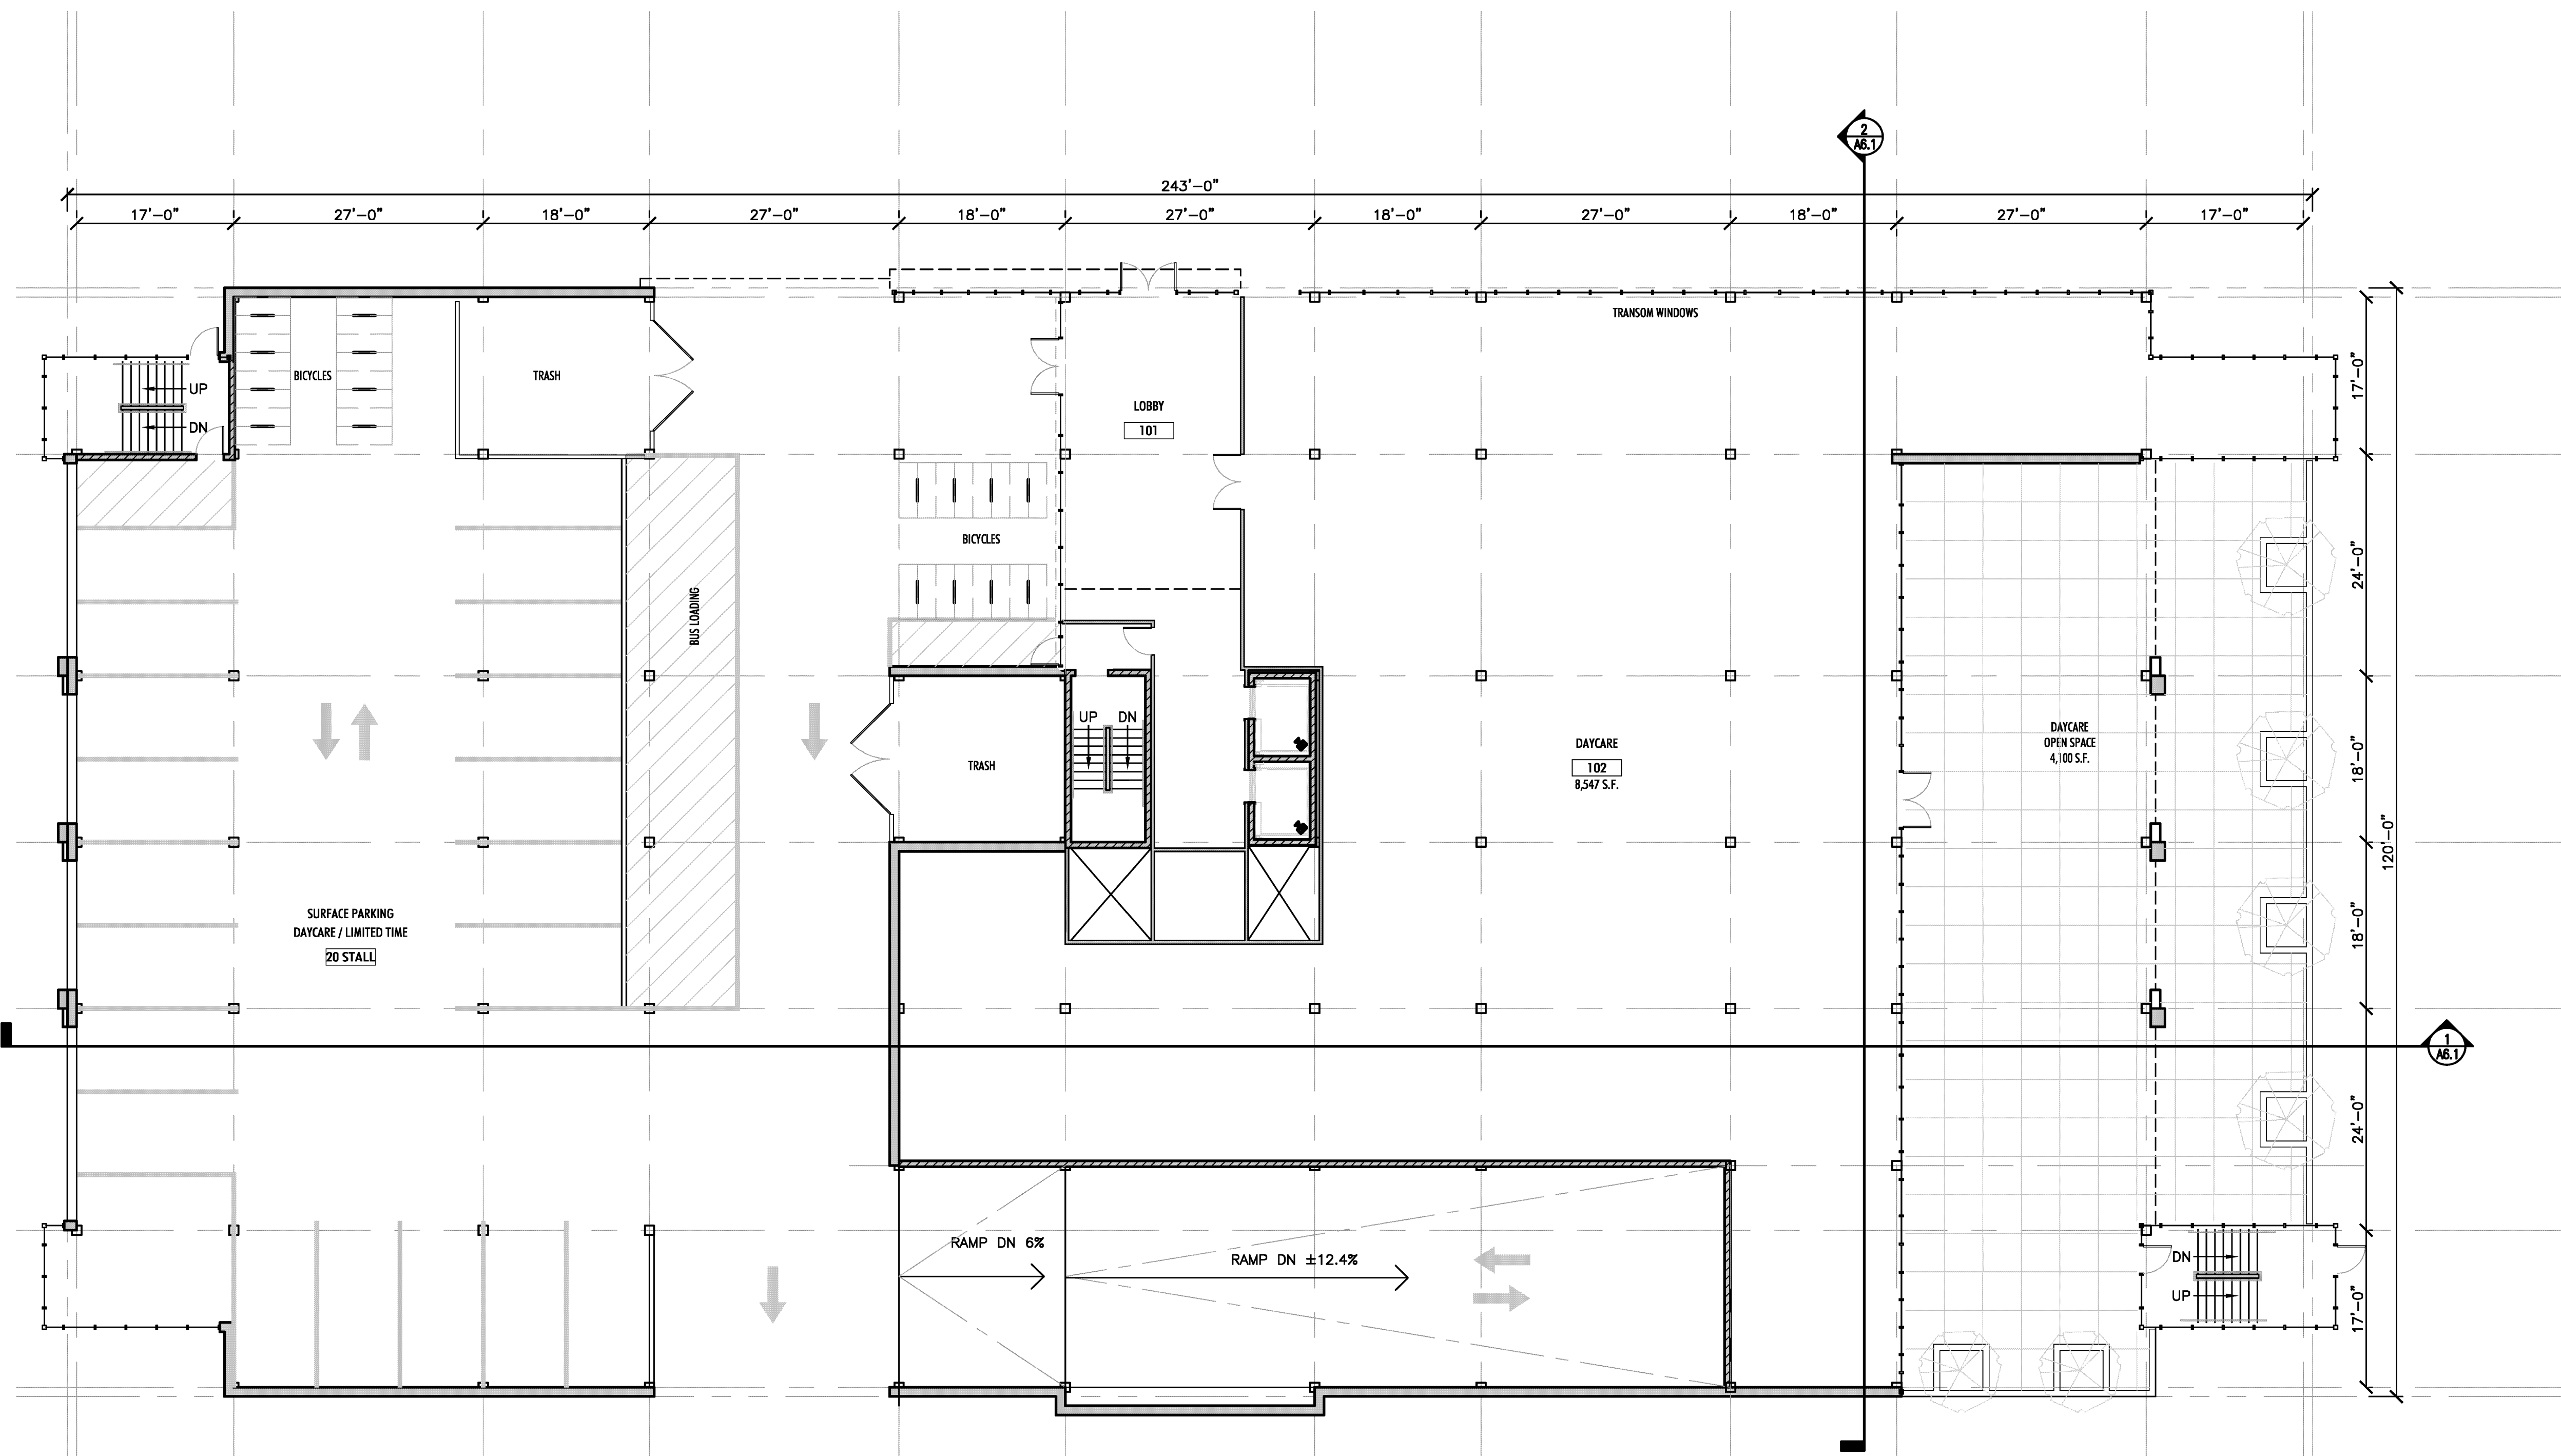 2
A6.1
243'-0"
17'-0"
27'-0"
18'-0"
27'-0"
18'-0"
27'-0"
18'-0"
27'-0"
18'-0"
27'-0"
17'-0"
TRANSOM WINDOWS
BICYCLES
TRASH
UP
DN
LOBBY
101
17'-0"
BICYCLES
24'-0"
BUS LOADING
UP
DN
TRASH
DAYCARE
102
8,547 S.F.
DAYCARE
OPEN SPACE
4,100 S.F.
18'-0"
120'-0"
SURFACE PARKING
DAYCARE / LIMITED TIME
20 STALL
18'-0"
1
A6.1
24'-0"
RAMP DN 6%
RAMP DN ±12.4%
DN
UP
17'-0"